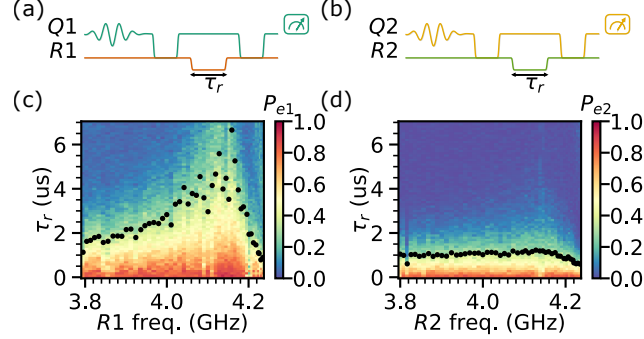 (a)
Q1
R1
τr
(b)
Q2
R2
τr
(c)
Pe1
6
4
2
0
τr (us)
1.0
0.8
0.6
0.4
0.2
0.0
3.8 4.0 4.2
R1 freq. (GHz)
(d)
Pe2
6
4
2
0
τr (us)
1.0
0.8
0.6
0.4
0.2
0.0
3.8 4.0 4.2
R2 freq. (GHz)